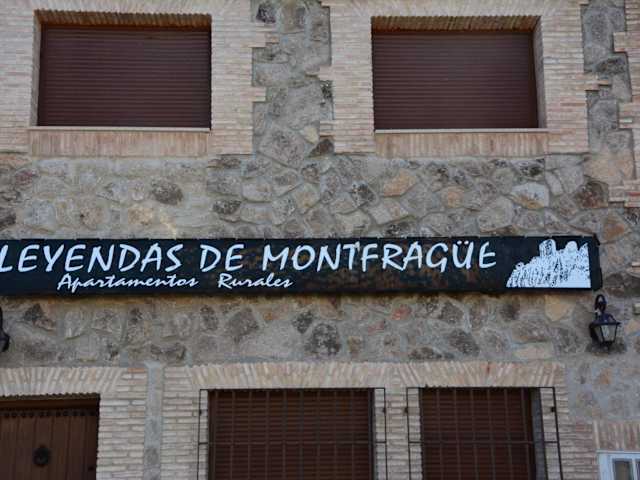 LEYENDAS DE MONTFRAGÜE
Apartamentos Rurales